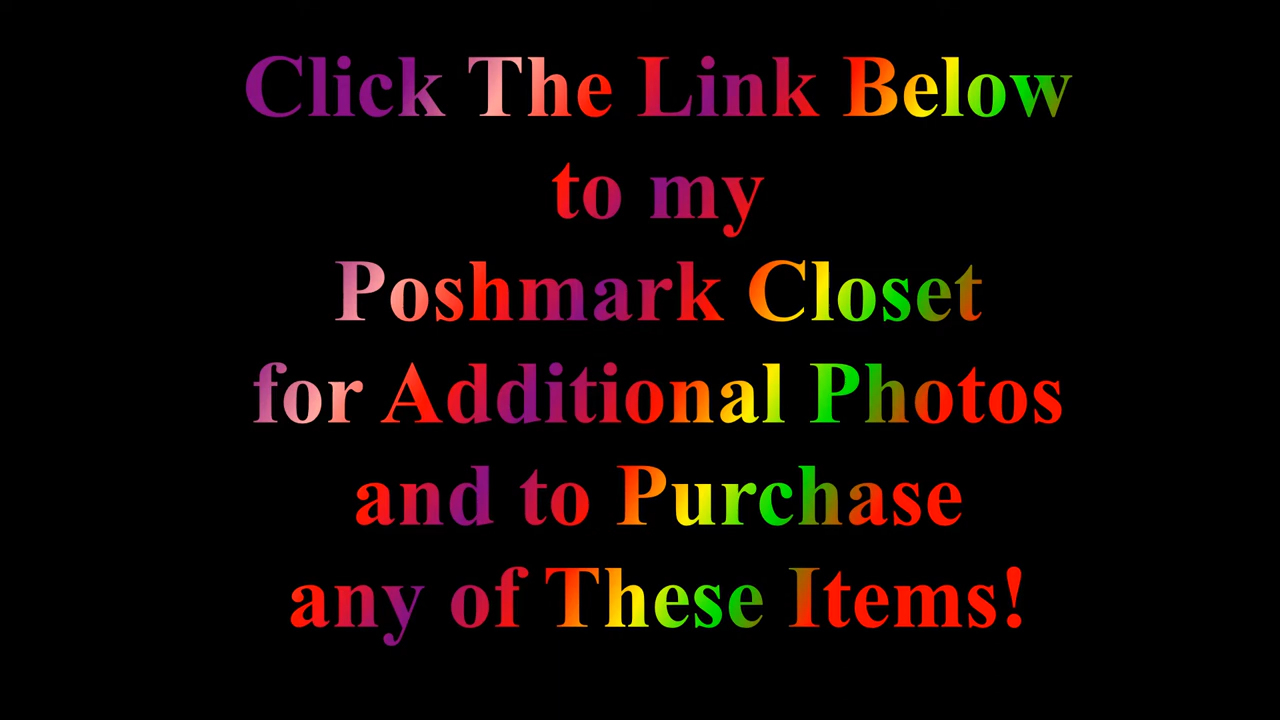 Click The Link Below
to my
Poshmark Closet
for Additional Photos
and to Purchase
any of These Items!